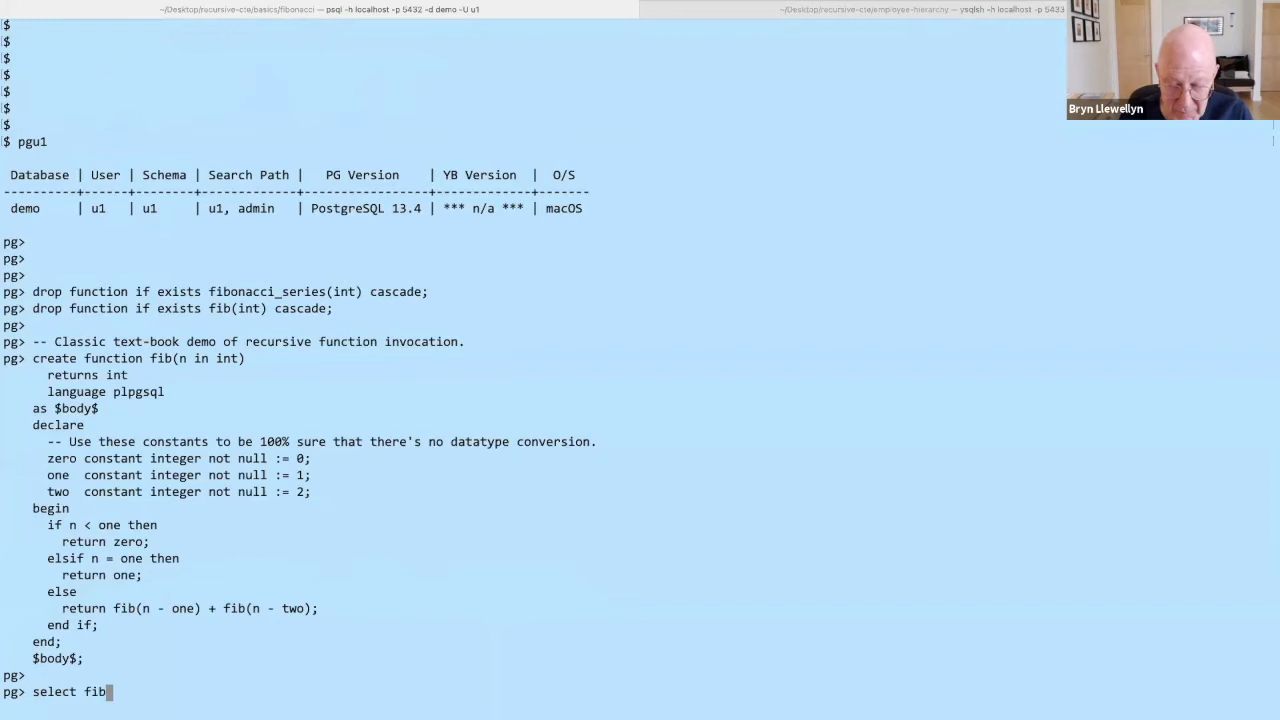 ~/Desktop/recursive-cte/basics/fibonacci — psql -h localhost -p 5432 -d demo -U u1
~/Desktop/recursive-cte/employee-hierarchy — ysqlsh -h localhost -p 5433
Bryn Llewellyn
$
$
$
$
$
$
$
$ pgu1
Database | User | Schema | Search Path | PG Version | YB Version | O/S
----------+------+--------+-------------+-----------------+---------------+-------
demo | u1 | u1 | u1, admin | PostgreSQL 13.4 | *** n/a *** | macOS
pg>
pg>
pg>
pg> drop function if exists fibonacci_series(int) cascade;
pg> drop function if exists fib(int) cascade;
pg>
pg> -- Classic text-book demo of recursive function invocation.
pg> create function fib(n in int)
returns int
language plpgsql
as $body$
declare
-- Use these constants to be 100% sure that there's no datatype conversion.
zero constant integer not null := 0;
one constant integer not null := 1;
two constant integer not null := 2;
begin
if n < one then
return zero;
elsif n = one then
return one;
else
return fib(n - one) + fib(n - two);
end if;
end;
$body$;
pg>
pg> select fib